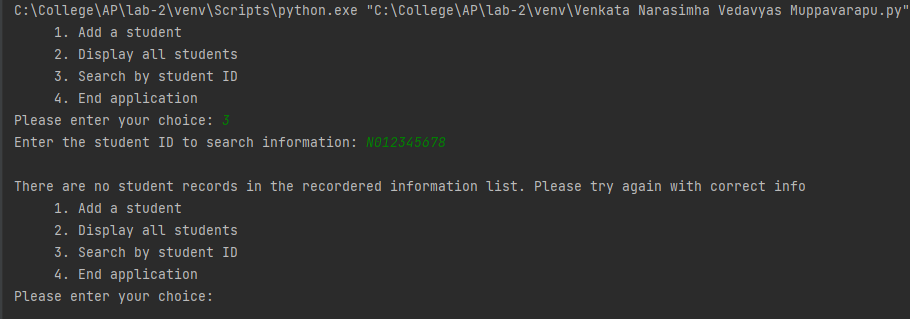 C:\College\AP\lab-2\venv\Scripts\python.exe "C:\College\AP\lab-2\venv\Venkata Narasimha Vedavyas Muppavarapu.py"
1. Add a student
2. Display all students
3. Search by student ID
4. End application
Please enter your choice: 3
Enter the student ID to search information: N012345678
There are no student records in the recordered information list. Please try again with correct info
1. Add a student
2. Display all students
3. Search by student ID
4. End application
Please enter your choice: